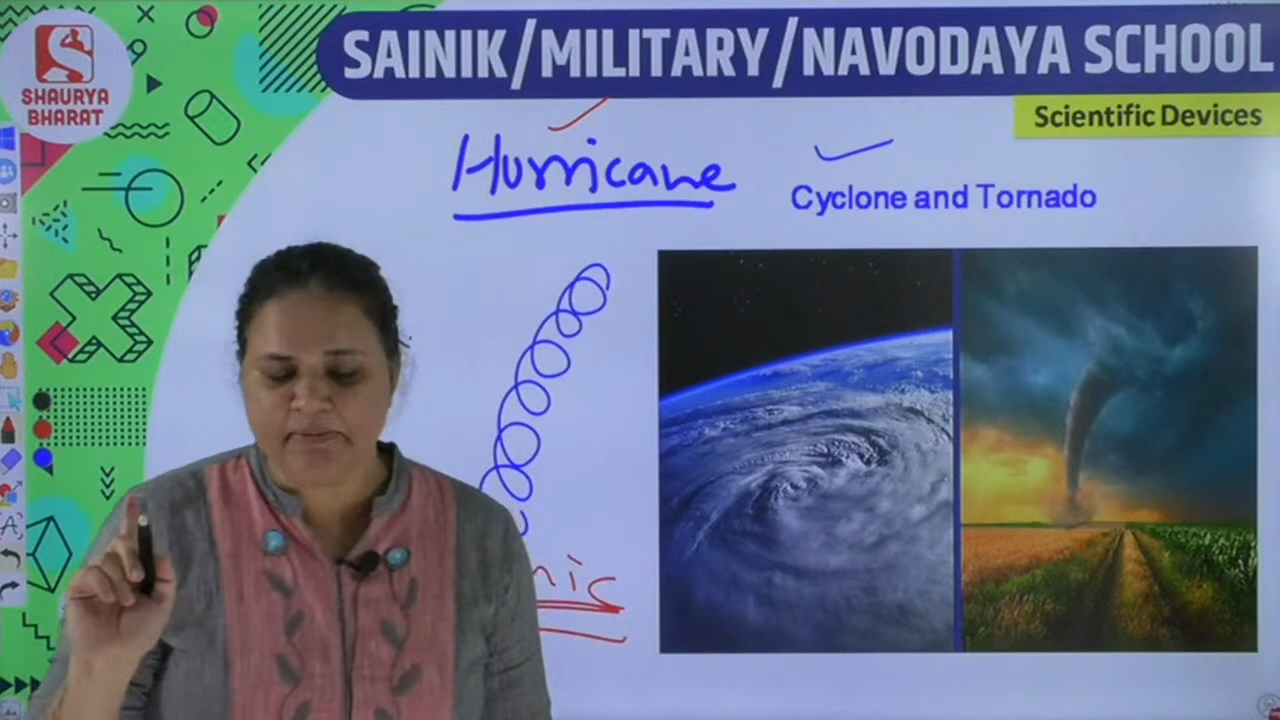 SAINIK/MILITARY/NAVODAYA SCHOOL
SHAURYA
BHARAT
Scientific Devices
Hurricane
Cyclone and Tornado